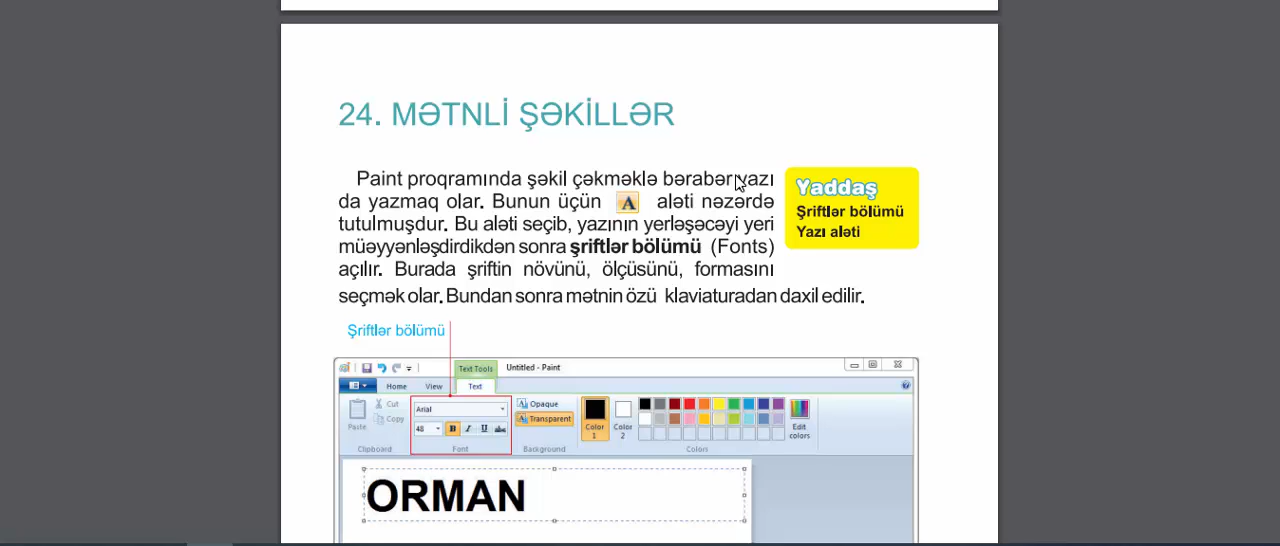 24. MƏTNLİ ŞƏKİLLƏR
Paint proqramında şəkil çəkməklə bərabər yazı
da yazmaq olar. Bunun üçün A aləti nəzərdə
tutulmuşdur. Bu aləti seçib, yazının yerləşəcəyi yeri
müəyyənləşdirdikdən sonra şriftlər bölümü (Fonts)
açılır. Burada şriftin növünü, ölçüsünü, formasını
seçmək olar. Bundan sonra mətnin özü klaviaturadan daxil edilir.
Yaddaş
Şriftlər bölümü
Yazı aləti
Şriftlər bölümü
Text Tools Untitled - Paint
Home View Text
Paste
Cut
Copy
Clipboard
Arial
48 B I U abc
Font
Opaque
Transparent
Background
Color 1
Color 2
Edit colors
Colors
ORMAN